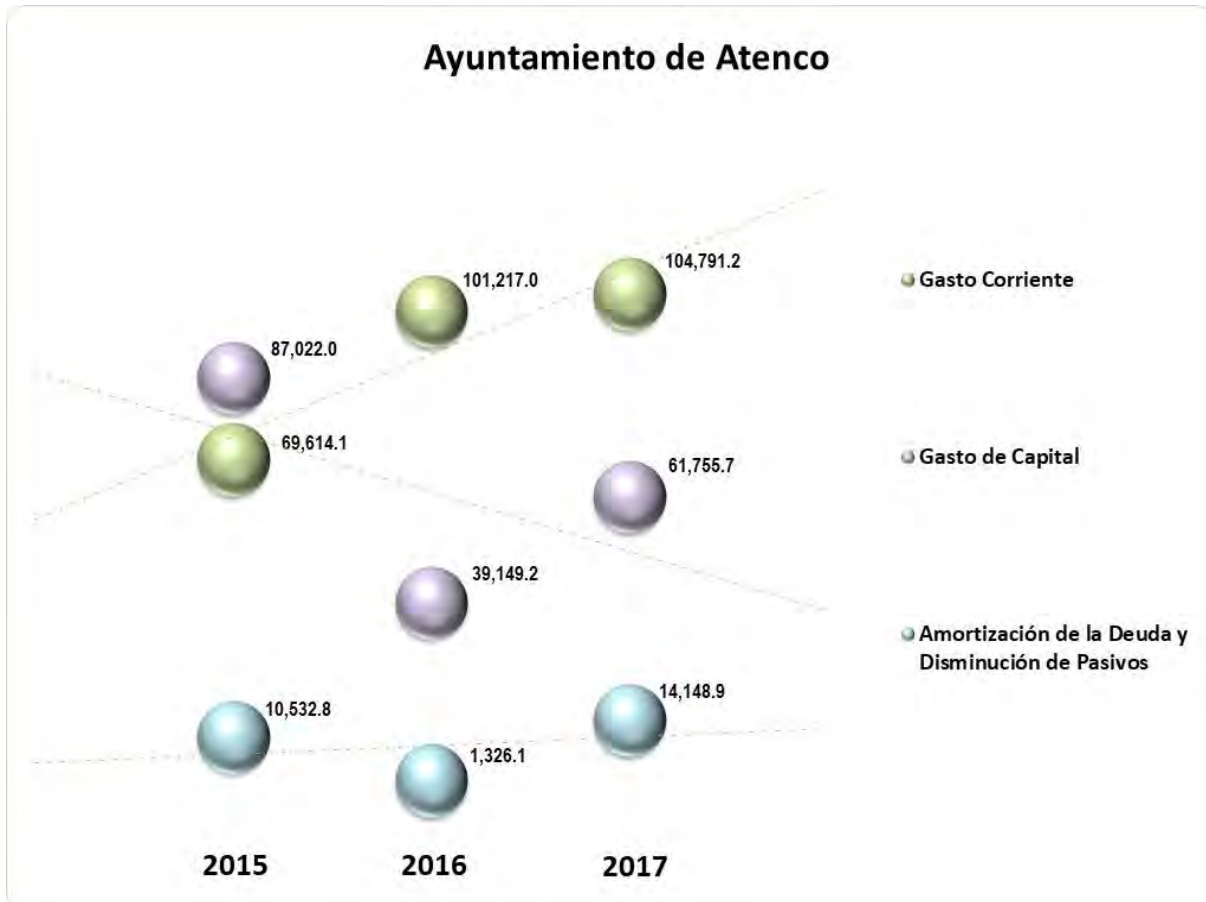 Ayuntamiento de Atenco
101,217.0
104,791.2
87,022.0
69,614.1
61,755.7
39,149.2
10,532.8
1,326.1
14,148.9
2015
2016
2017
Gasto Corriente
Gasto de Capital
Amortización de la Deuda y
Disminución de Pasivos